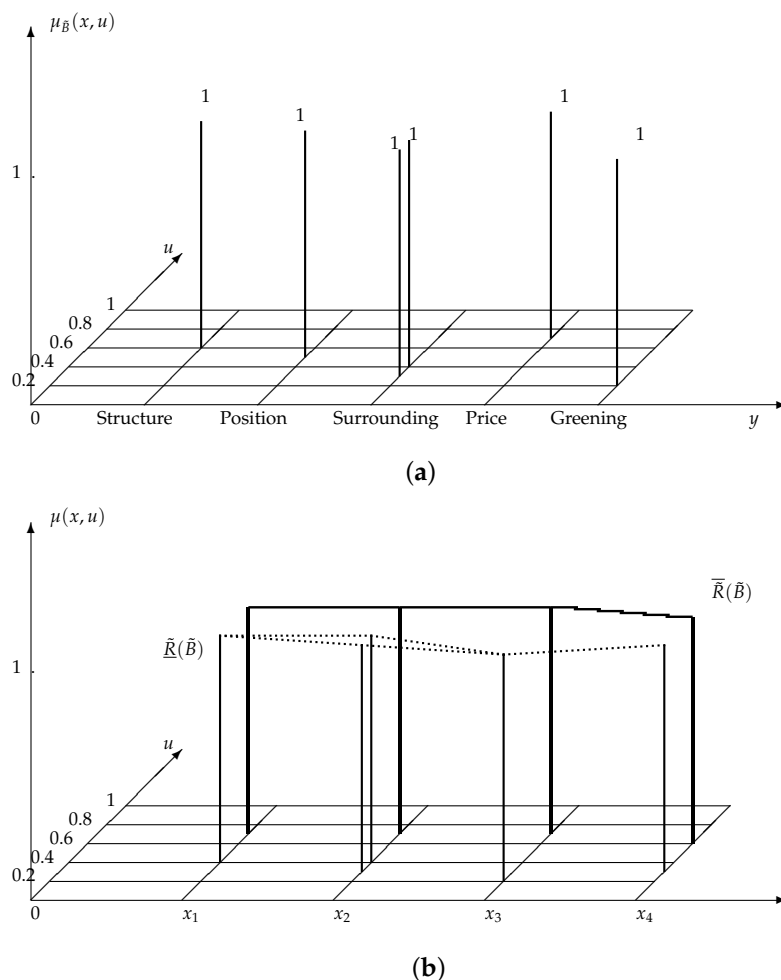 μ_B̃(x, u)
1
1
1 1
1
1
1
u
1
0.8
0.6
0.4
0.2
0 Structure Position Surrounding Price Greening y
(a)
μ(x, u)
R̃̅(B̃)
R̲̃(B̃)
1
u
1
0.8
0.6
0.4
0.2
0 x₁ x₂ x₃ x₄
(b)